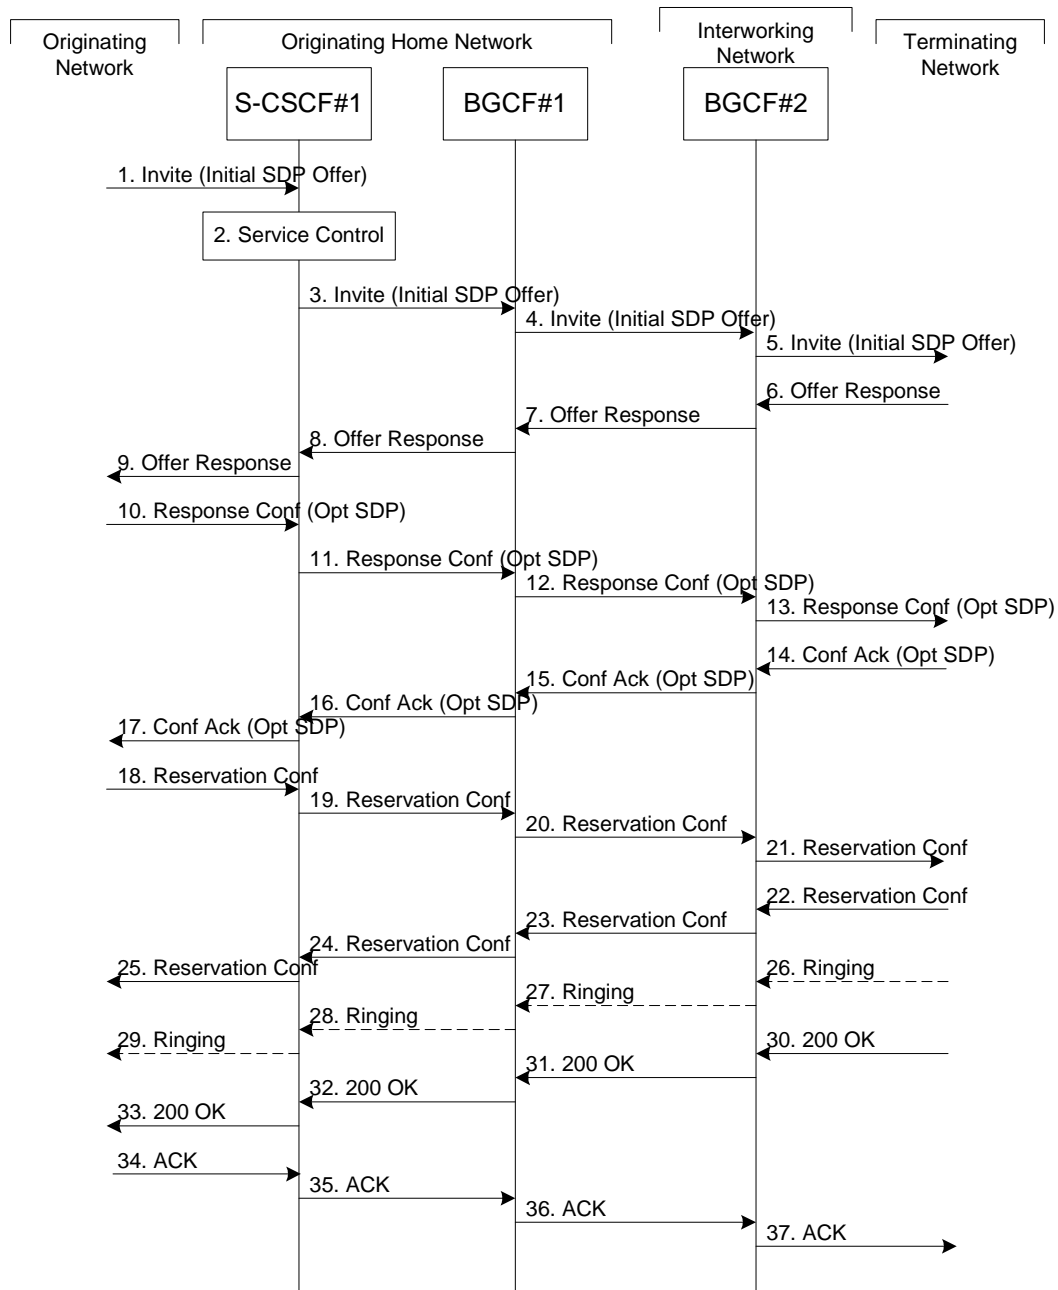 Originating
Network
Originating Home Network
Interworking
Network
Terminating
Network
S-CSCF#1
BGCF#1
BGCF#2
1. Invite (Initial SDP Offer)
2. Service Control
3. Invite (Initial SDP Offer)
4. Invite (Initial SDP Offer)
5. Invite (Initial SDP Offer)
6. Offer Response
7. Offer Response
8. Offer Response
9. Offer Response
10. Response Conf (Opt SDP)
11. Response Conf (Opt SDP)
12. Response Conf (Opt SDP)
13. Response Conf (Opt SDP)
14. Conf Ack (Opt SDP)
15. Conf Ack (Opt SDP)
16. Conf Ack (Opt SDP)
17. Conf Ack (Opt SDP)
18. Reservation Conf
19. Reservation Conf
20. Reservation Conf
21. Reservation Conf
22. Reservation Conf
23. Reservation Conf
24. Reservation Conf
25. Reservation Conf
26. Ringing
27. Ringing
28. Ringing
29. Ringing
30. 200 OK
31. 200 OK
32. 200 OK
33. 200 OK
34. ACK
35. ACK
36. ACK
37. ACK